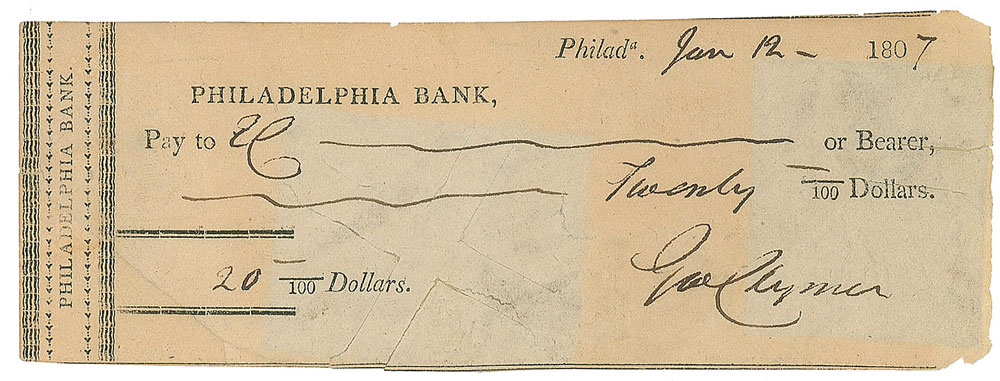 PHILADELPHIA BANK.
Philadª. Jan 12 - 1807
PHILADELPHIA BANK,
Pay to or Bearer,
Twenty —/100 Dollars.
20 —/100 Dollars.
Geo Clymer